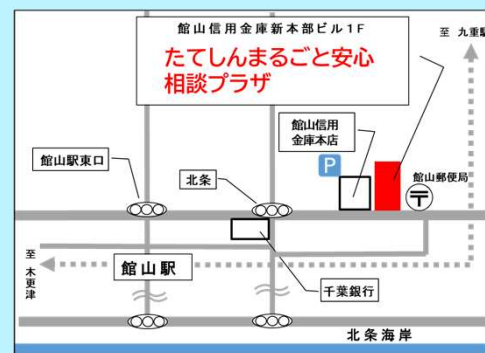 館山信用金庫新本部ビル1F
たてしんまるごと安心
相談プラザ
至 九重駅
館山信用
金庫本店
P
館山駅東口
北条
館山郵便局
〒
至 木更津
館山駅
千葉銀行
北条海岸